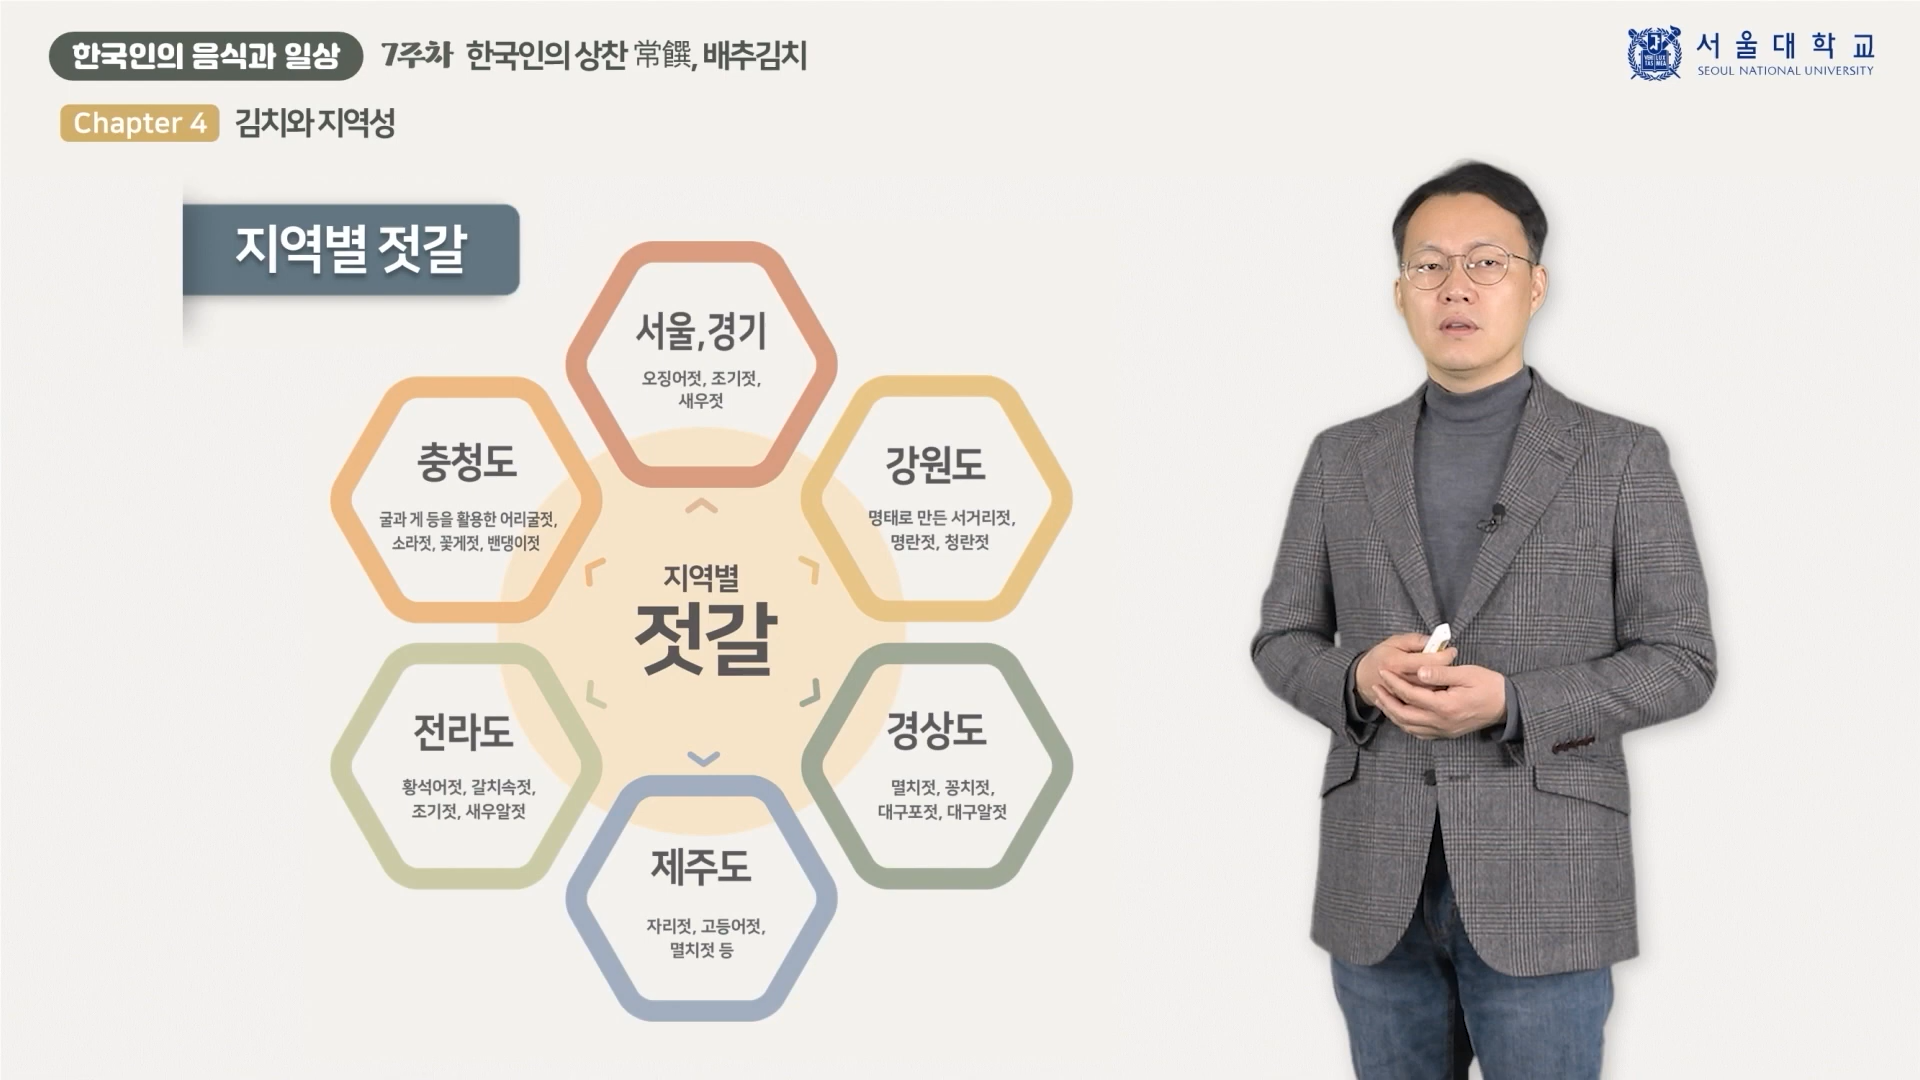 한국인의 음식과 일상
7주차 한국인의 상찬 常饌, 배추김치
서울대학교
SEOUL NATIONAL UNIVERSITY
Chapter 4 김치와 지역성
지역별 젓갈
서울,경기
오징어젓, 조기젓,
새우젓
충청도
굴과 게 등을 활용한 어리굴젓,
소라젓, 꽃게젓, 밴댕이젓
강원도
명태로 만든 서거리젓,
명란젓, 청란젓
지역별
젓갈
전라도
황석어젓, 갈치속젓,
조기젓, 새우알젓
경상도
멸치젓, 꽁치젓,
대구포젓, 대구알젓
제주도
자리젓, 고등어젓,
멸치젓 등